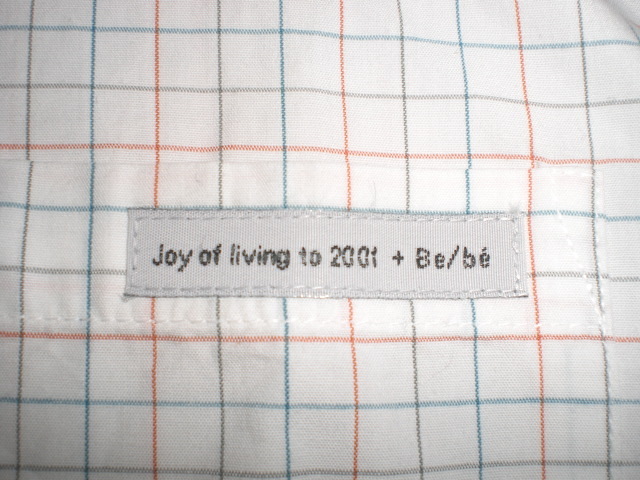 Joy of living to 2001 + Be/bé